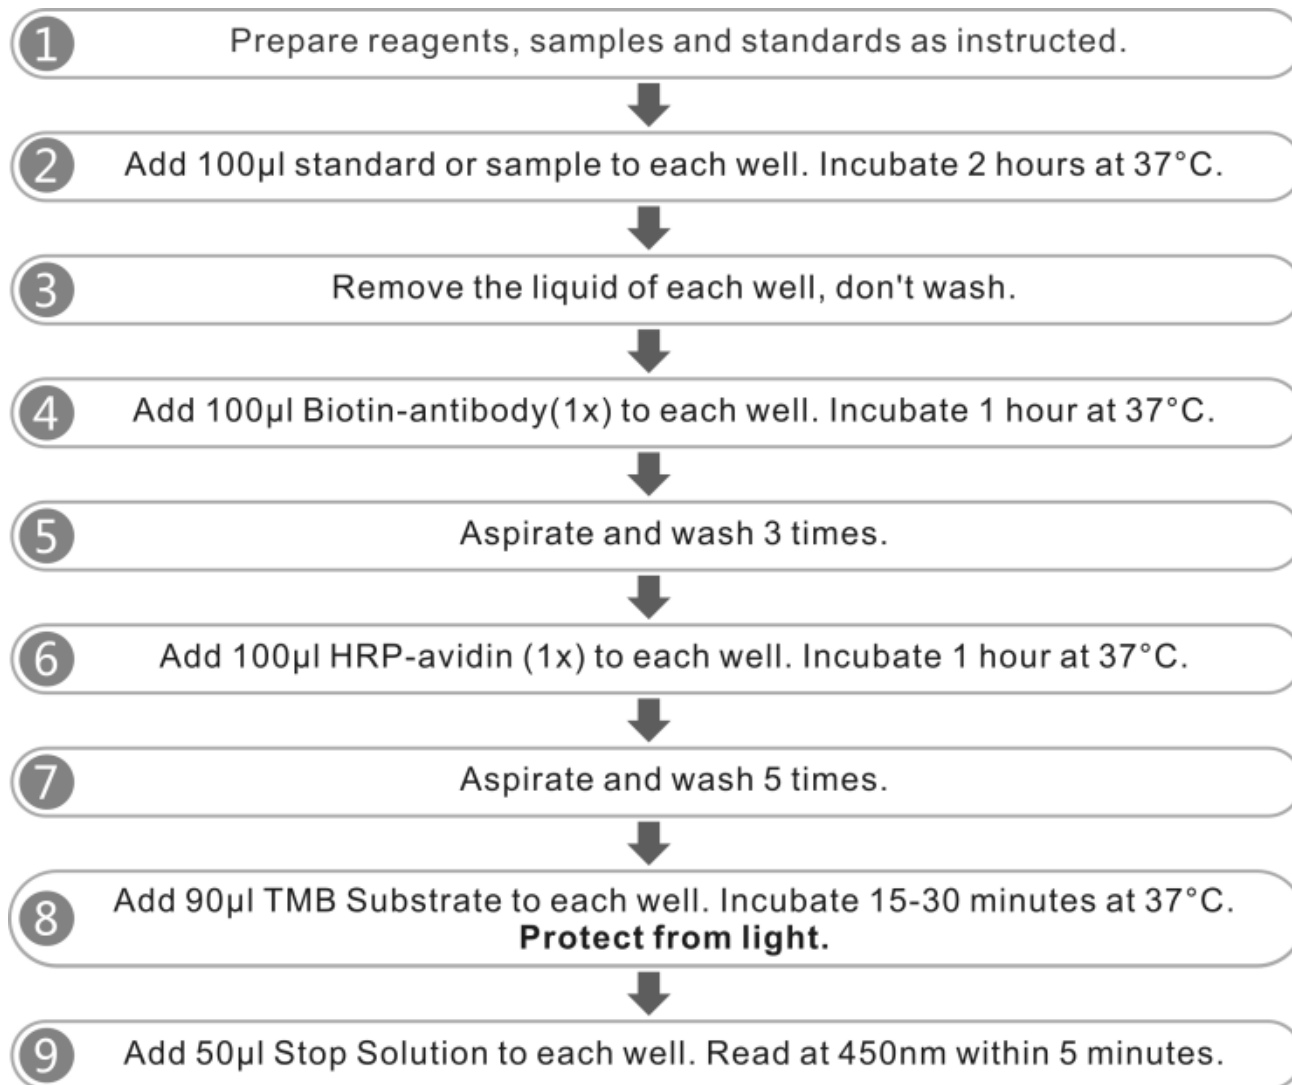 1 Prepare reagents, samples and standards as instructed.
2 Add 100µl standard or sample to each well. Incubate 2 hours at 37°C.
3 Remove the liquid of each well, don't wash.
4 Add 100µl Biotin-antibody(1x) to each well. Incubate 1 hour at 37°C.
5 Aspirate and wash 3 times.
6 Add 100µl HRP-avidin (1x) to each well. Incubate 1 hour at 37°C.
7 Aspirate and wash 5 times.
8 Add 90µl TMB Substrate to each well. Incubate 15-30 minutes at 37°C.
Protect from light.
9 Add 50µl Stop Solution to each well. Read at 450nm within 5 minutes.